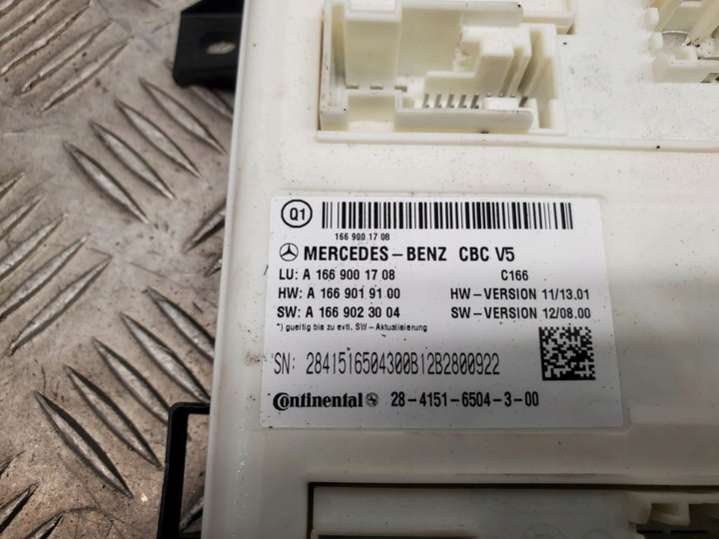 Q1
166 900 17 08
MERCEDES-BENZ CBC V5
LU: A 166 900 17 08 C166
HW: A 166 901 91 00 HW-VERSION 11/13.01
SW: A 166 902 30 04 SW-VERSION 12/08.00
*) gueltig bis zu evtl. SW-Aktualisierung
SN: 2841516504300B12B2800922
Continental 28-4151-6504-3-00